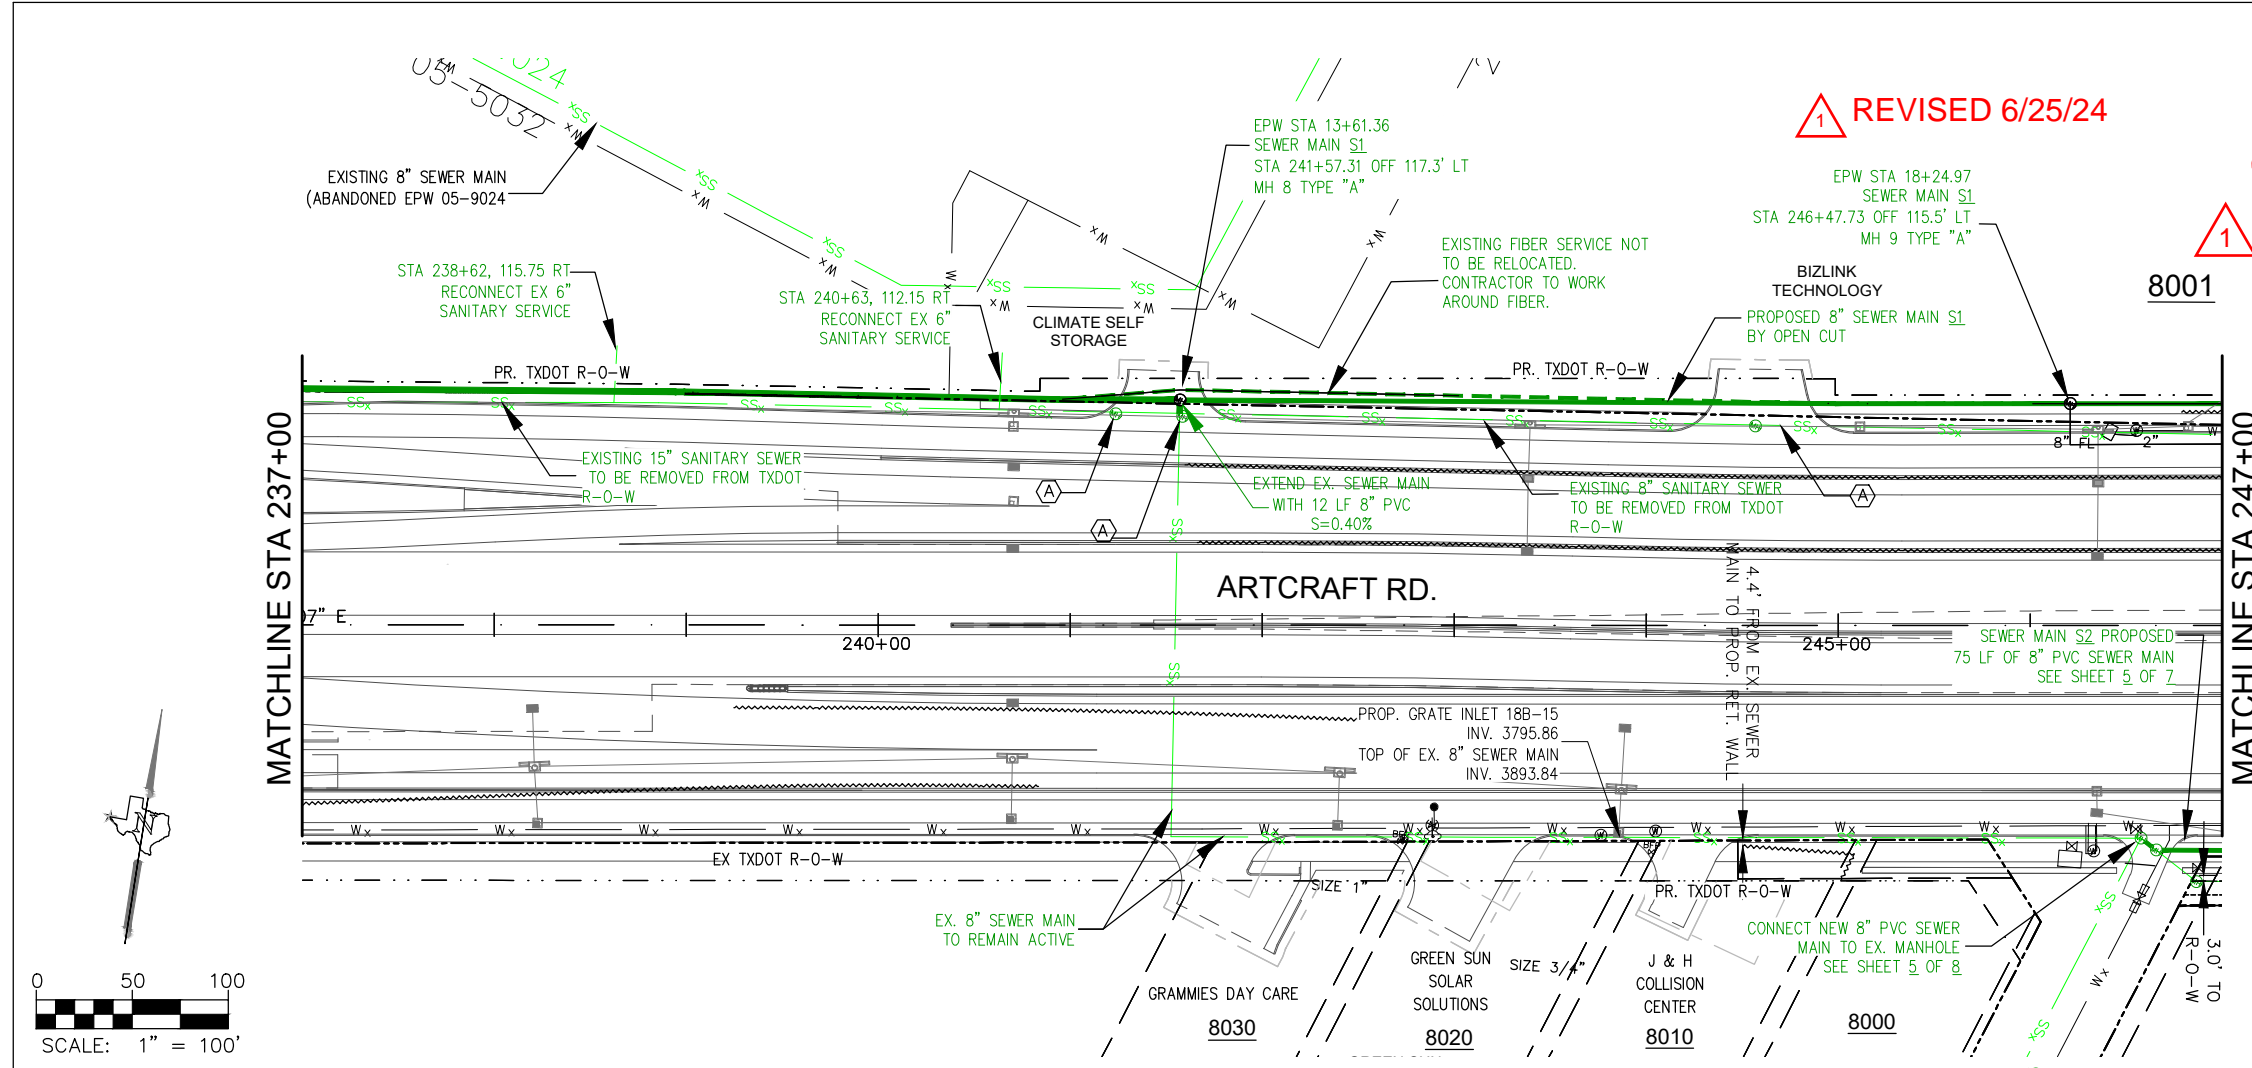 05-5032
EXISTING 8" SEWER MAIN
(ABANDONED EPW 05-9024
EPW STA 13+61.36
SEWER MAIN S1
STA 241+57.31 OFF 117.3' LT
MH 8 TYPE "A"
1
REVISED 6/25/24
EPW STA 18+24.97
SEWER MAIN S1
STA 246+47.73 OFF 115.5' LT
MH 9 TYPE "A"
1
8001
STA 238+62, 115.75 RT
RECONNECT EX 6"
SANITARY SERVICE
STA 240+63, 112.15 RT
RECONNECT EX 6"
SANITARY SERVICE
CLIMATE SELF
STORAGE
EXISTING FIBER SERVICE NOT
TO BE RELOCATED.
CONTRACTOR TO WORK
AROUND FIBER.
BIZLINK
TECHNOLOGY
PROPOSED 8" SEWER MAIN S1
BY OPEN CUT
PR. TXDOT R-O-W
PR. TXDOT R-O-W
MATCHLINE STA 237+00
MATCHLINE STA 247+00
EXISTING 15" SANITARY SEWER
TO BE REMOVED FROM TXDOT
R-O-W
A
A
EXTEND EX. SEWER MAIN
WITH 12 LF 8" PVC
S=0.40%
EXISTING 8" SANITARY SEWER
TO BE REMOVED FROM TXDOT
R-O-W
A
8" FL
2"
ARTCRAFT RD.
07" E
240+00
245+00
4.4' FROM EX. SEWER
MAIN TO PROP. RET. WALL
SEWER MAIN S2 PROPOSED
75 LF OF 8" PVC SEWER MAIN
SEE SHEET 5 OF 7
PROP. GRATE INLET 18B-15
INV. 3795.86
TOP OF EX. 8" SEWER MAIN
INV. 3893.84
EX TXDOT R-O-W
SIZE 1"
PR. TXDOT R-O-W
EX. 8" SEWER MAIN
TO REMAIN ACTIVE
CONNECT NEW 8" PVC SEWER
MAIN TO EX. MANHOLE
SEE SHEET 5 OF 8
3.0' TO
R-O-W
GRAMMIES DAY CARE
8030
GREEN SUN
SOLAR
SOLUTIONS
8020
SIZE 3/4"
J & H
COLLISION
CENTER
8010
8000
N
0 50 100
SCALE: 1" = 100'